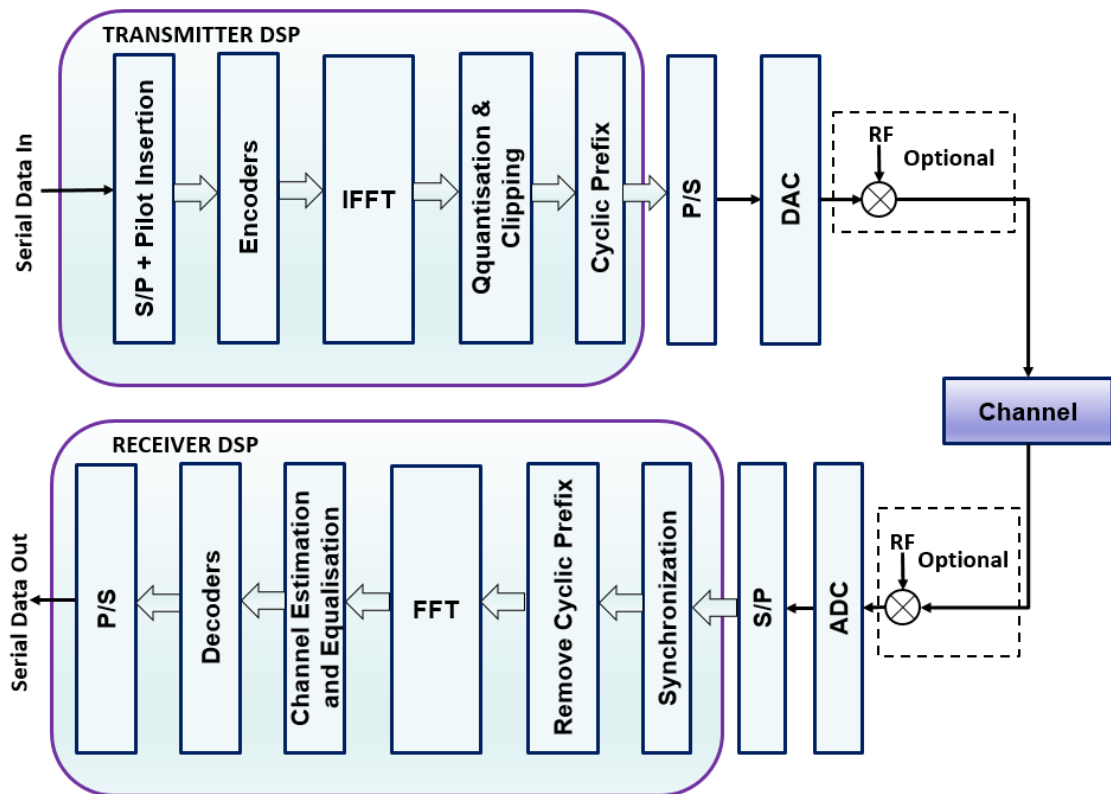 TRANSMITTER DSP
Serial Data In
S/P + Pilot Insertion
Encoders
IFFT
Qquantisation &
Clipping
Cyclic Prefix
P/S
DAC
RF
Optional
Channel
RECEIVER DSP
Serial Data Out
P/S
Decoders
Channel Estimation
and Equalisation
FFT
Remove Cyclic Prefix
Synchronization
S/P
ADC
RF
Optional